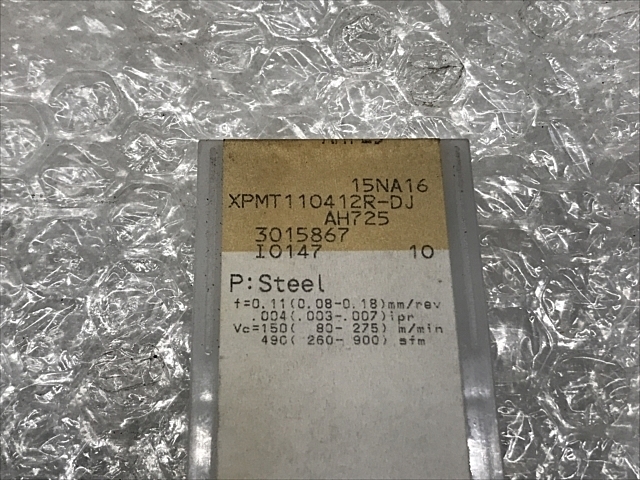 15NA16
XPMT110412R-DJ
AH725
3015867
IO147 10
P:Steel
f=0.11(0.08-0.18)mm/rev
.004(.003-.007)ipr
Vc=150( 80- 275) m/min
490( 260- 900) sfm